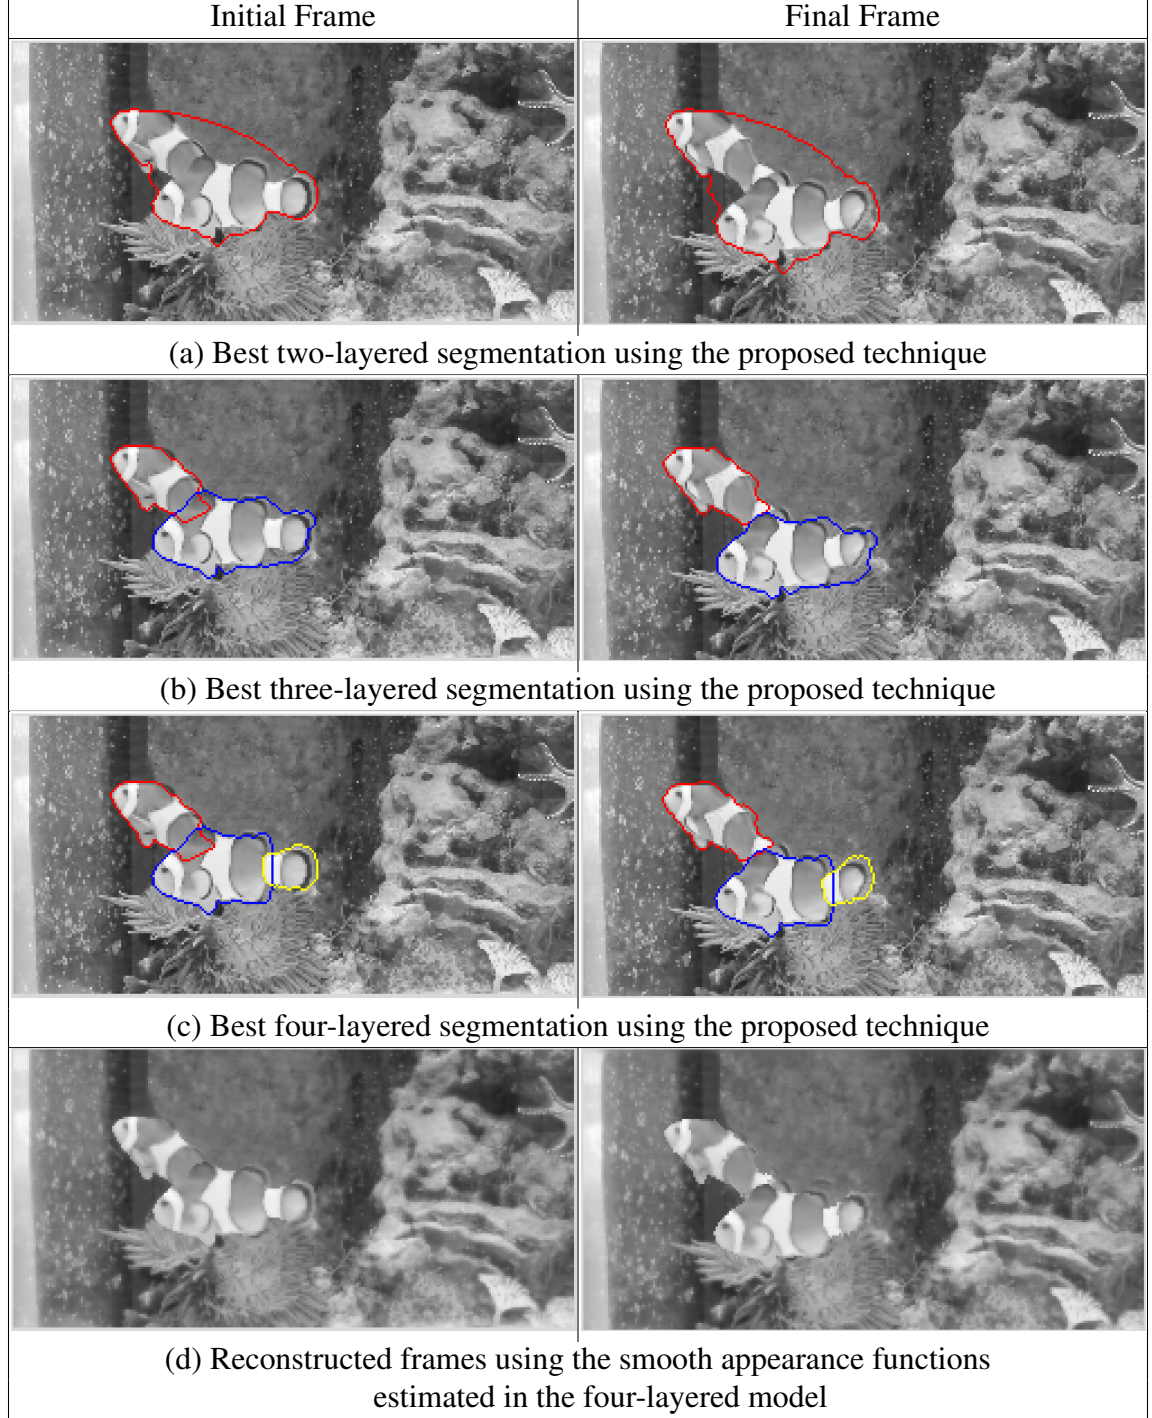 Initial Frame
Final Frame
(a) Best two-layered segmentation using the proposed technique
(b) Best three-layered segmentation using the proposed technique
(c) Best four-layered segmentation using the proposed technique
(d) Reconstructed frames using the smooth appearance functions
estimated in the four-layered model